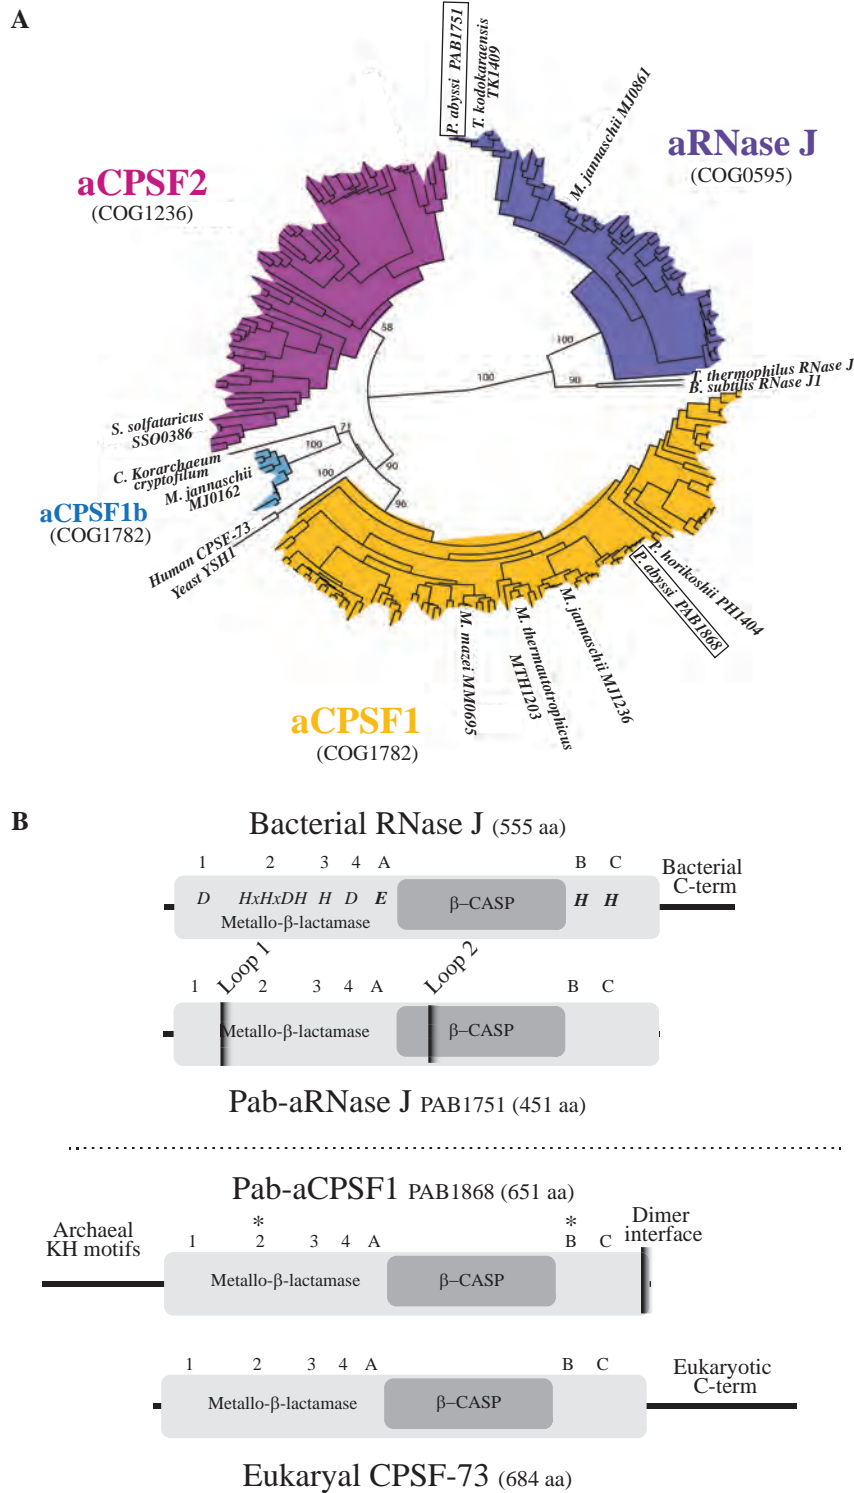 A
P. abyssi PAB1751
T. kodokaraensis
TK1409
M. jannaschii MJ0861
aRNase J
(COG0595)
aCPSF2
(COG1236)
58
100
100
90
T. thermophilus RNase J
B. subtilis RNase J1
S. solfataricus
SSO0386
71
100
C. Korarchaeum
cryptofilum
M. jannaschii
MJ0162
100
90
96
aCPSF1b
(COG1782)
Human CPSF-73
Yeast YSH1
P. horikoshii PH1404
P. abyssi PAB1868
M. jannaschii MJ1236
M. thermautotrophicus
MTH1203
M. mazei MM0695
aCPSF1
(COG1782)
B
Bacterial RNase J (555 aa)
1 2 3 4 A B C
Bacterial
C-term
D HxHxDH H D E β–CASP H H
Metallo-β-lactamase
Loop 1 Loop 2
1 2 3 4 A B C
Metallo-β-lactamase β–CASP
Pab-aRNase J PAB1751 (451 aa)
Pab-aCPSF1 PAB1868 (651 aa)
Archaeal
KH motifs
* *
1 2 3 4 A B C
Dimer
interface
Metallo-β-lactamase β–CASP
1 2 3 4 A B C
Eukaryotic
C-term
Metallo-β-lactamase β–CASP
Eukaryal CPSF-73 (684 aa)